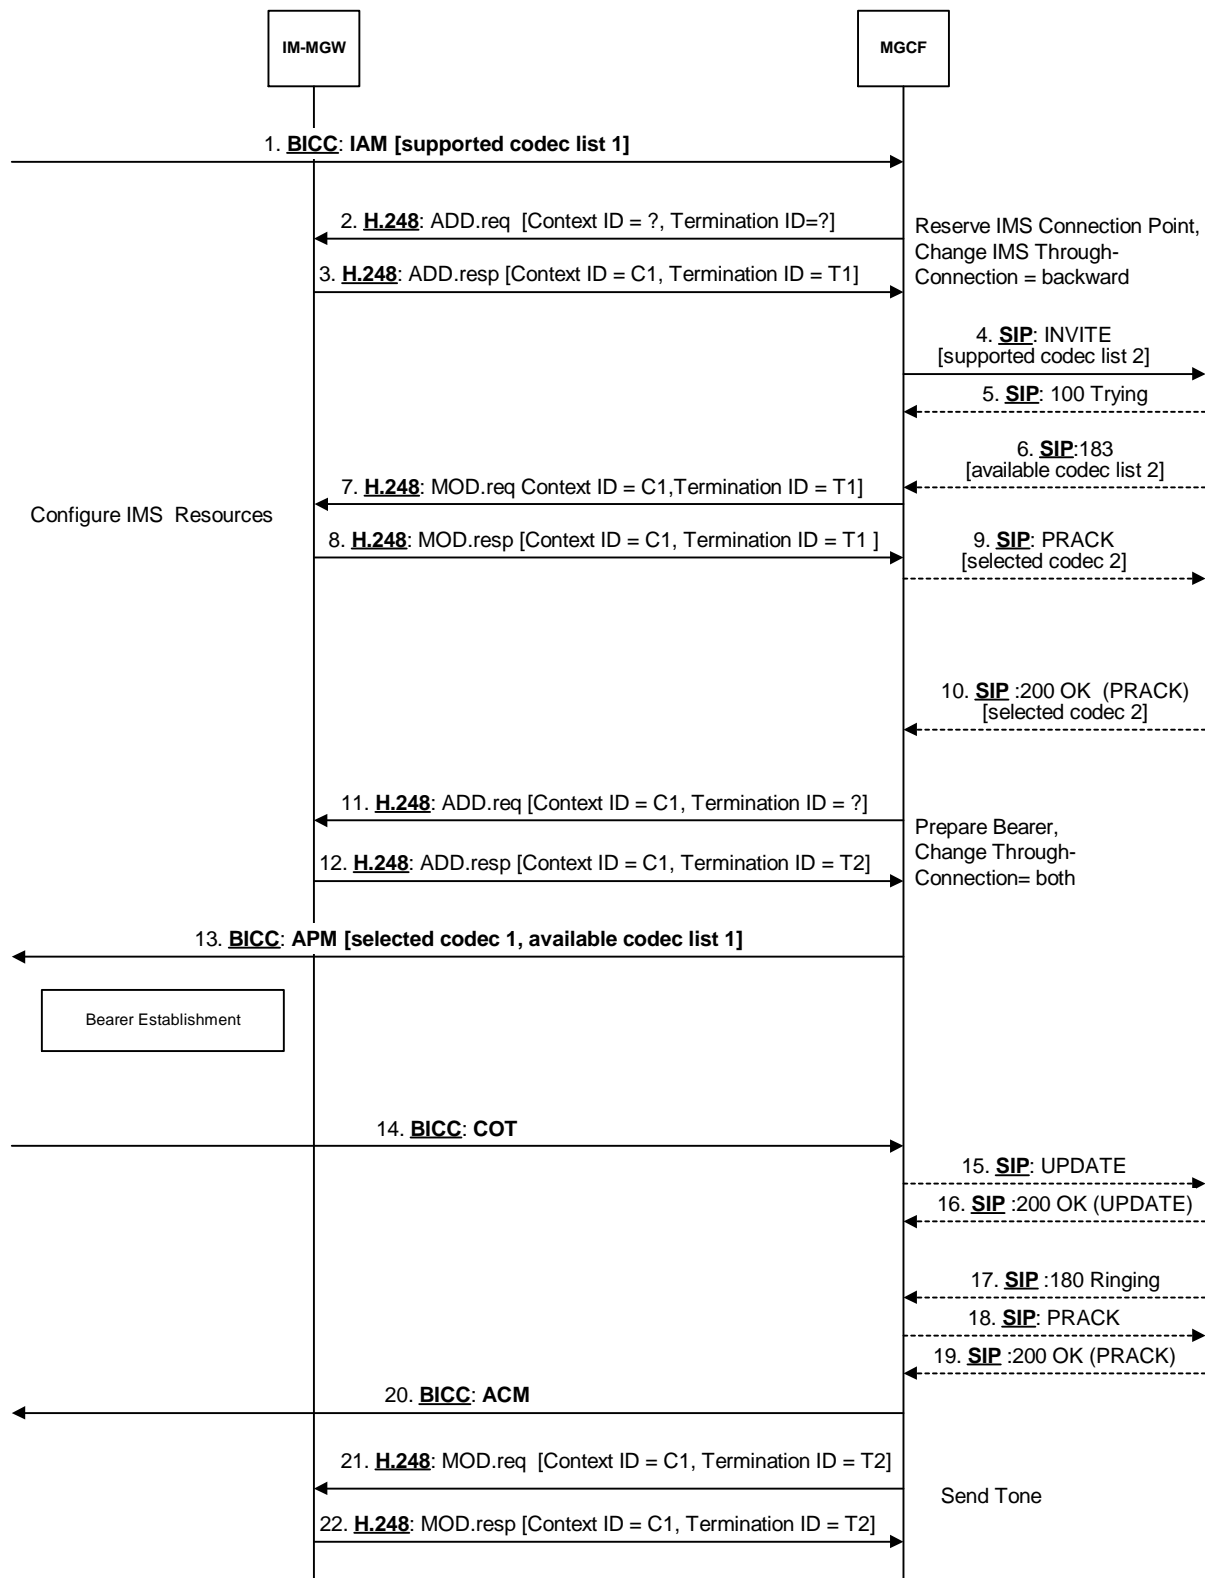 IM-MGW
MGCF
1. BICC: IAM [supported codec list 1]
2. H.248: ADD.req [Context ID = ?, Termination ID=?]
Reserve IMS Connection Point,
Change IMS Through-
Connection = backward
3. H.248: ADD.resp [Context ID = C1, Termination ID = T1]
4. SIP: INVITE
[supported codec list 2]
5. SIP: 100 Trying
6. SIP:183
[available codec list 2]
7. H.248: MOD.req Context ID = C1,Termination ID = T1]
Configure IMS Resources
8. H.248: MOD.resp [Context ID = C1, Termination ID = T1 ]
9. SIP: PRACK
[selected codec 2]
10. SIP :200 OK (PRACK)
[selected codec 2]
11. H.248: ADD.req [Context ID = C1, Termination ID = ?]
Prepare Bearer,
Change Through-
Connection= both
12. H.248: ADD.resp [Context ID = C1, Termination ID = T2]
13. BICC: APM [selected codec 1, available codec list 1]
Bearer Establishment
14. BICC: COT
15. SIP: UPDATE
16. SIP :200 OK (UPDATE)
17. SIP :180 Ringing
18. SIP: PRACK
19. SIP :200 OK (PRACK)
20. BICC: ACM
21. H.248: MOD.req [Context ID = C1, Termination ID = T2]
Send Tone
22. H.248: MOD.resp [Context ID = C1, Termination ID = T2]